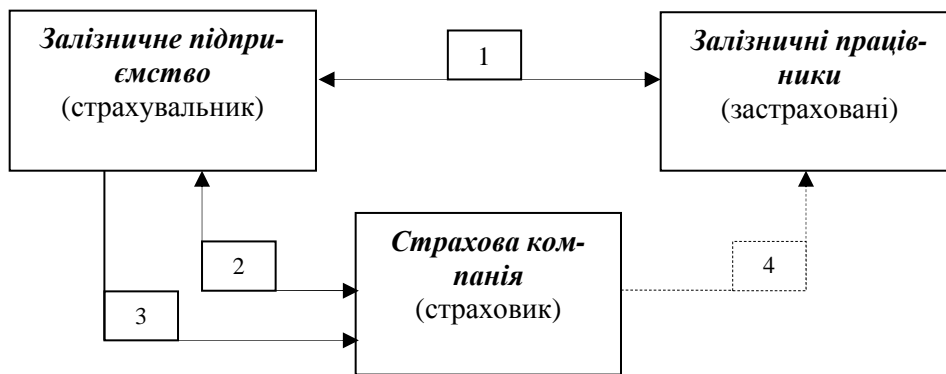 Залізничне підпри-
ємство
(страхувальник)
1
Залізничні праців-
ники
(застраховані)
Страхова ком-
панія
(страховик)
2
4
3